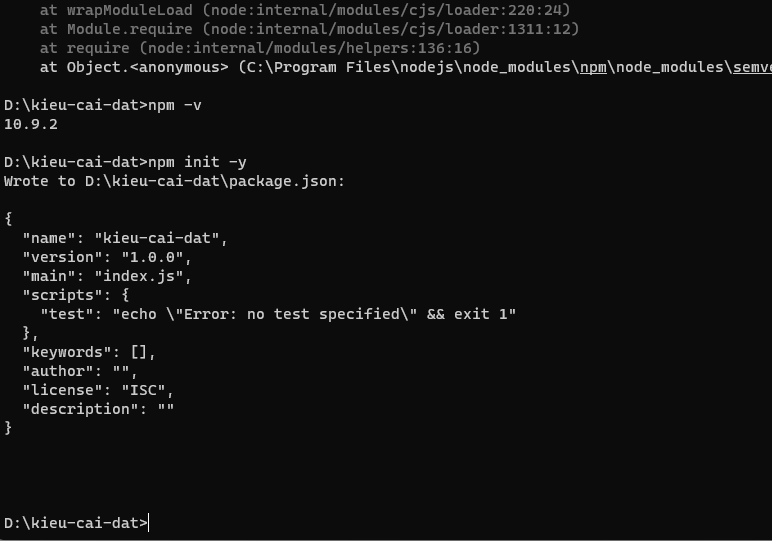 at wrapModuleLoad (node:internal/modules/cjs/loader:220:24)
at Module.require (node:internal/modules/cjs/loader:1311:12)
at require (node:internal/modules/helpers:136:16)
at Object.<anonymous> (C:\Program Files\nodejs\node_modules\npm\node_modules\semve
D:\kieu-cai-dat>npm -v
10.9.2
D:\kieu-cai-dat>npm init -y
Wrote to D:\kieu-cai-dat\package.json:
{
  "name": "kieu-cai-dat",
  "version": "1.0.0",
  "main": "index.js",
  "scripts": {
    "test": "echo \"Error: no test specified\" && exit 1"
  },
  "keywords": [],
  "author": "",
  "license": "ISC",
  "description": ""
}
D:\kieu-cai-dat>